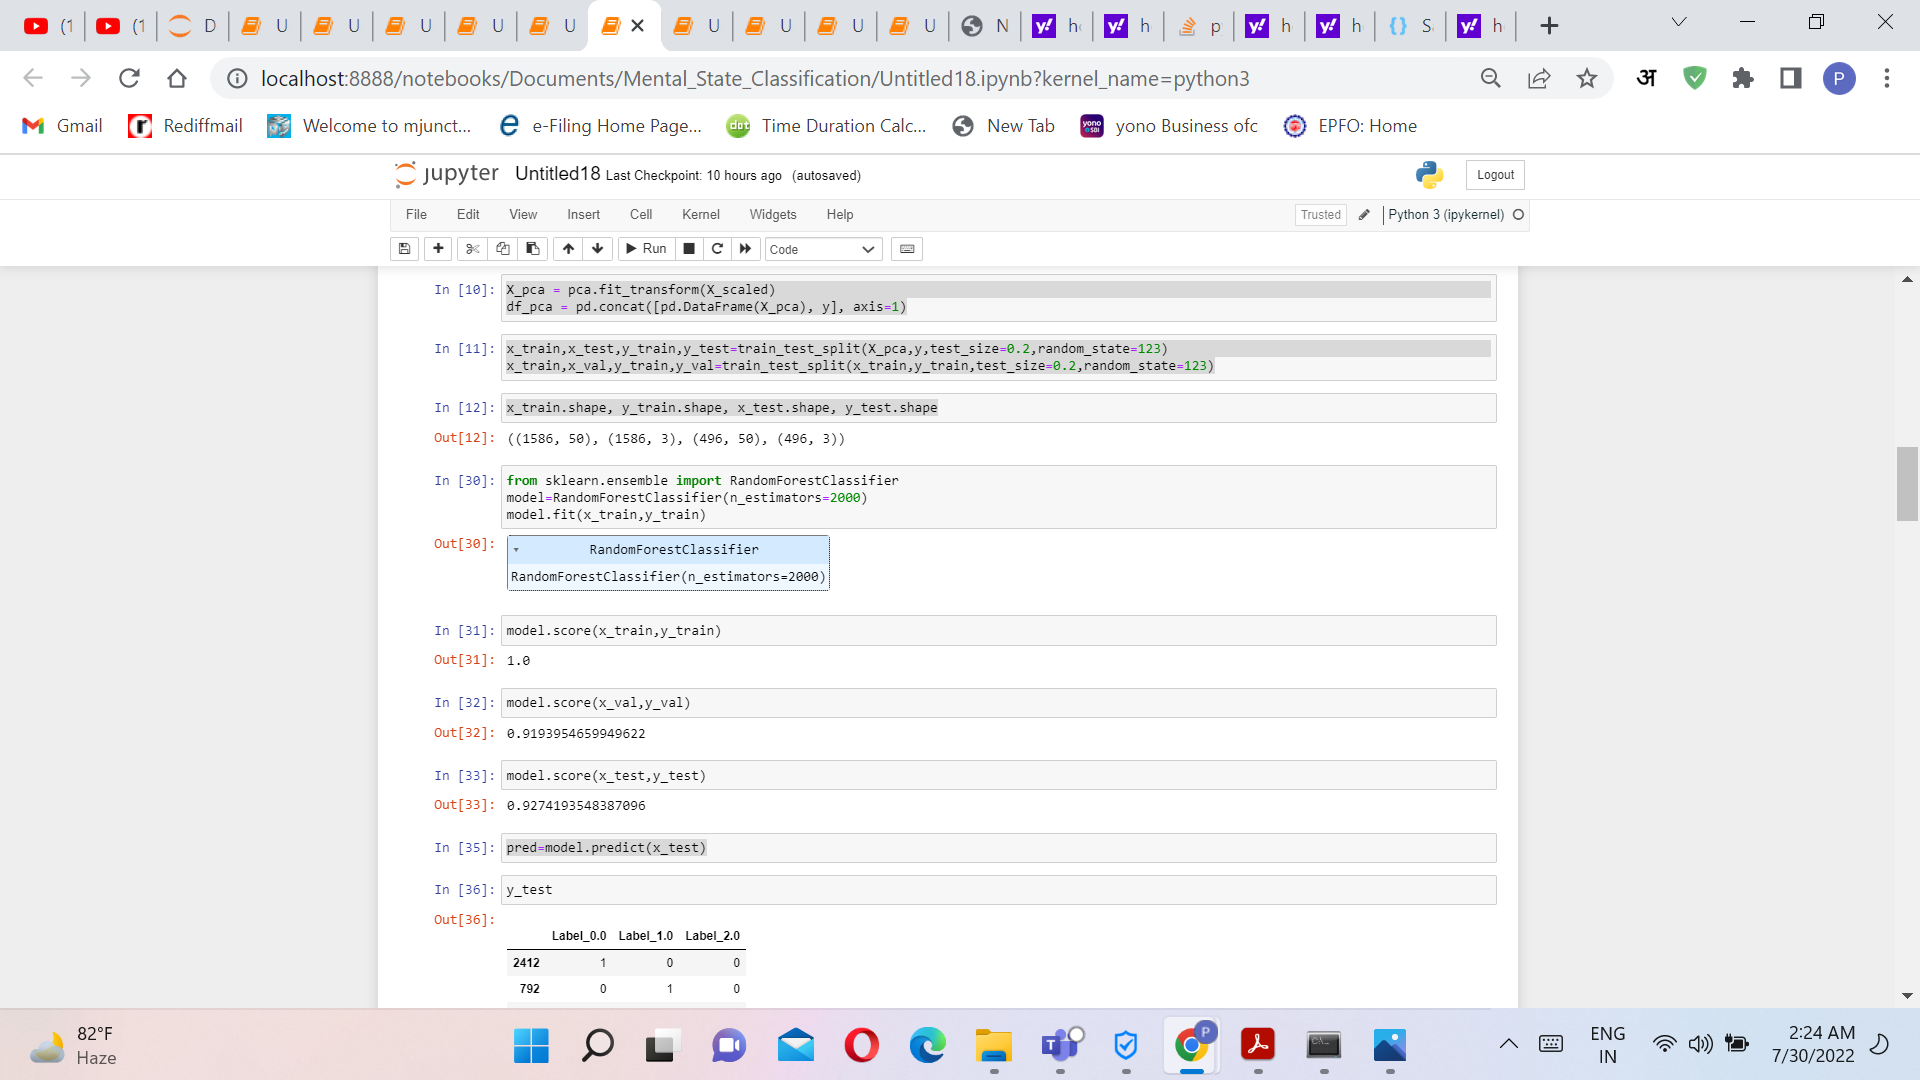 (1
(1
D
U
U
U
U
U
U
U
U
U
N
h
h
p
h
h
S
h
localhost:8888/notebooks/Documents/Mental_State_Classification/Untitled18.ipynb?kernel_name=python3
अ
P
Gmail
Rediffmail
Welcome to mjunct...
e-Filing Home Page...
Time Duration Calc...
New Tab
yono Business ofc
EPFO: Home
jupyter Untitled18 Last Checkpoint: 10 hours ago (autosaved)
Logout
File Edit View Insert Cell Kernel Widgets Help
Trusted
Python 3 (ipykernel)
Run
Code
In [10]: X_pca = pca.fit_transform(X_scaled)
df_pca = pd.concat([pd.DataFrame(X_pca), y], axis=1)
In [11]: x_train,x_test,y_train,y_test=train_test_split(X_pca,y,test_size=0.2,random_state=123)
x_train,x_val,y_train,y_val=train_test_split(x_train,y_train,test_size=0.2,random_state=123)
In [12]: x_train.shape, y_train.shape, x_test.shape, y_test.shape
Out[12]: ((1586, 50), (1586, 3), (496, 50), (496, 3))
In [30]: from sklearn.ensemble import RandomForestClassifier
model=RandomForestClassifier(n_estimators=2000)
model.fit(x_train,y_train)
Out[30]: RandomForestClassifier
RandomForestClassifier(n_estimators=2000)
In [31]: model.score(x_train,y_train)
Out[31]: 1.0
In [32]: model.score(x_val,y_val)
Out[32]: 0.9193954659949622
In [33]: model.score(x_test,y_test)
Out[33]: 0.9274193548387096
In [35]: pred=model.predict(x_test)
In [36]: y_test
Out[36]:
Label_0.0 Label_1.0 Label_2.0
2412 1 0 0
792 0 1 0
82°F
Haze
P
ENG
IN
2:24 AM
7/30/2022